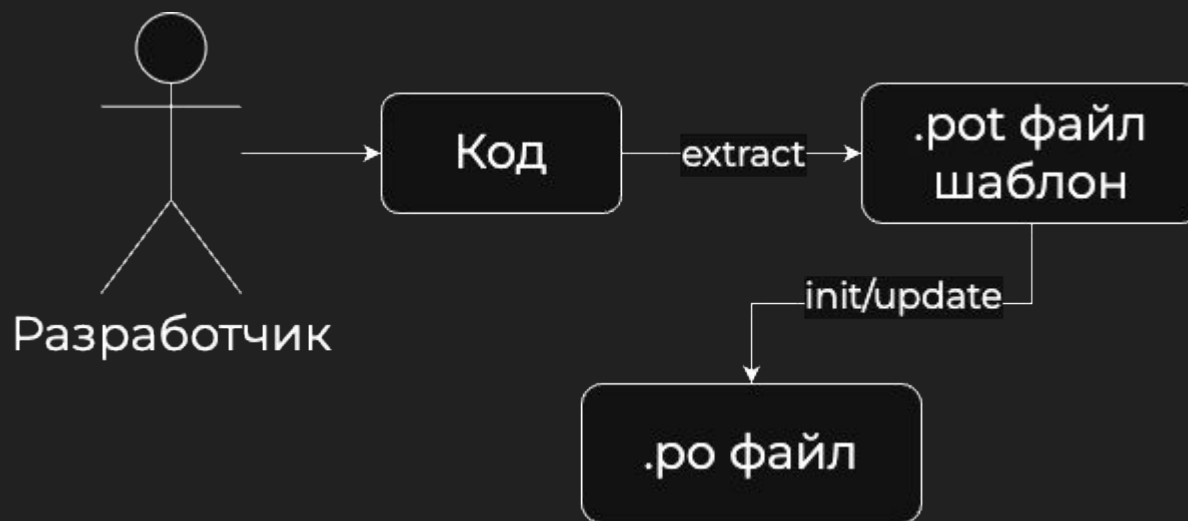 Разработчик
Код
extract
.pot файл
шаблон
init/update
.po файл